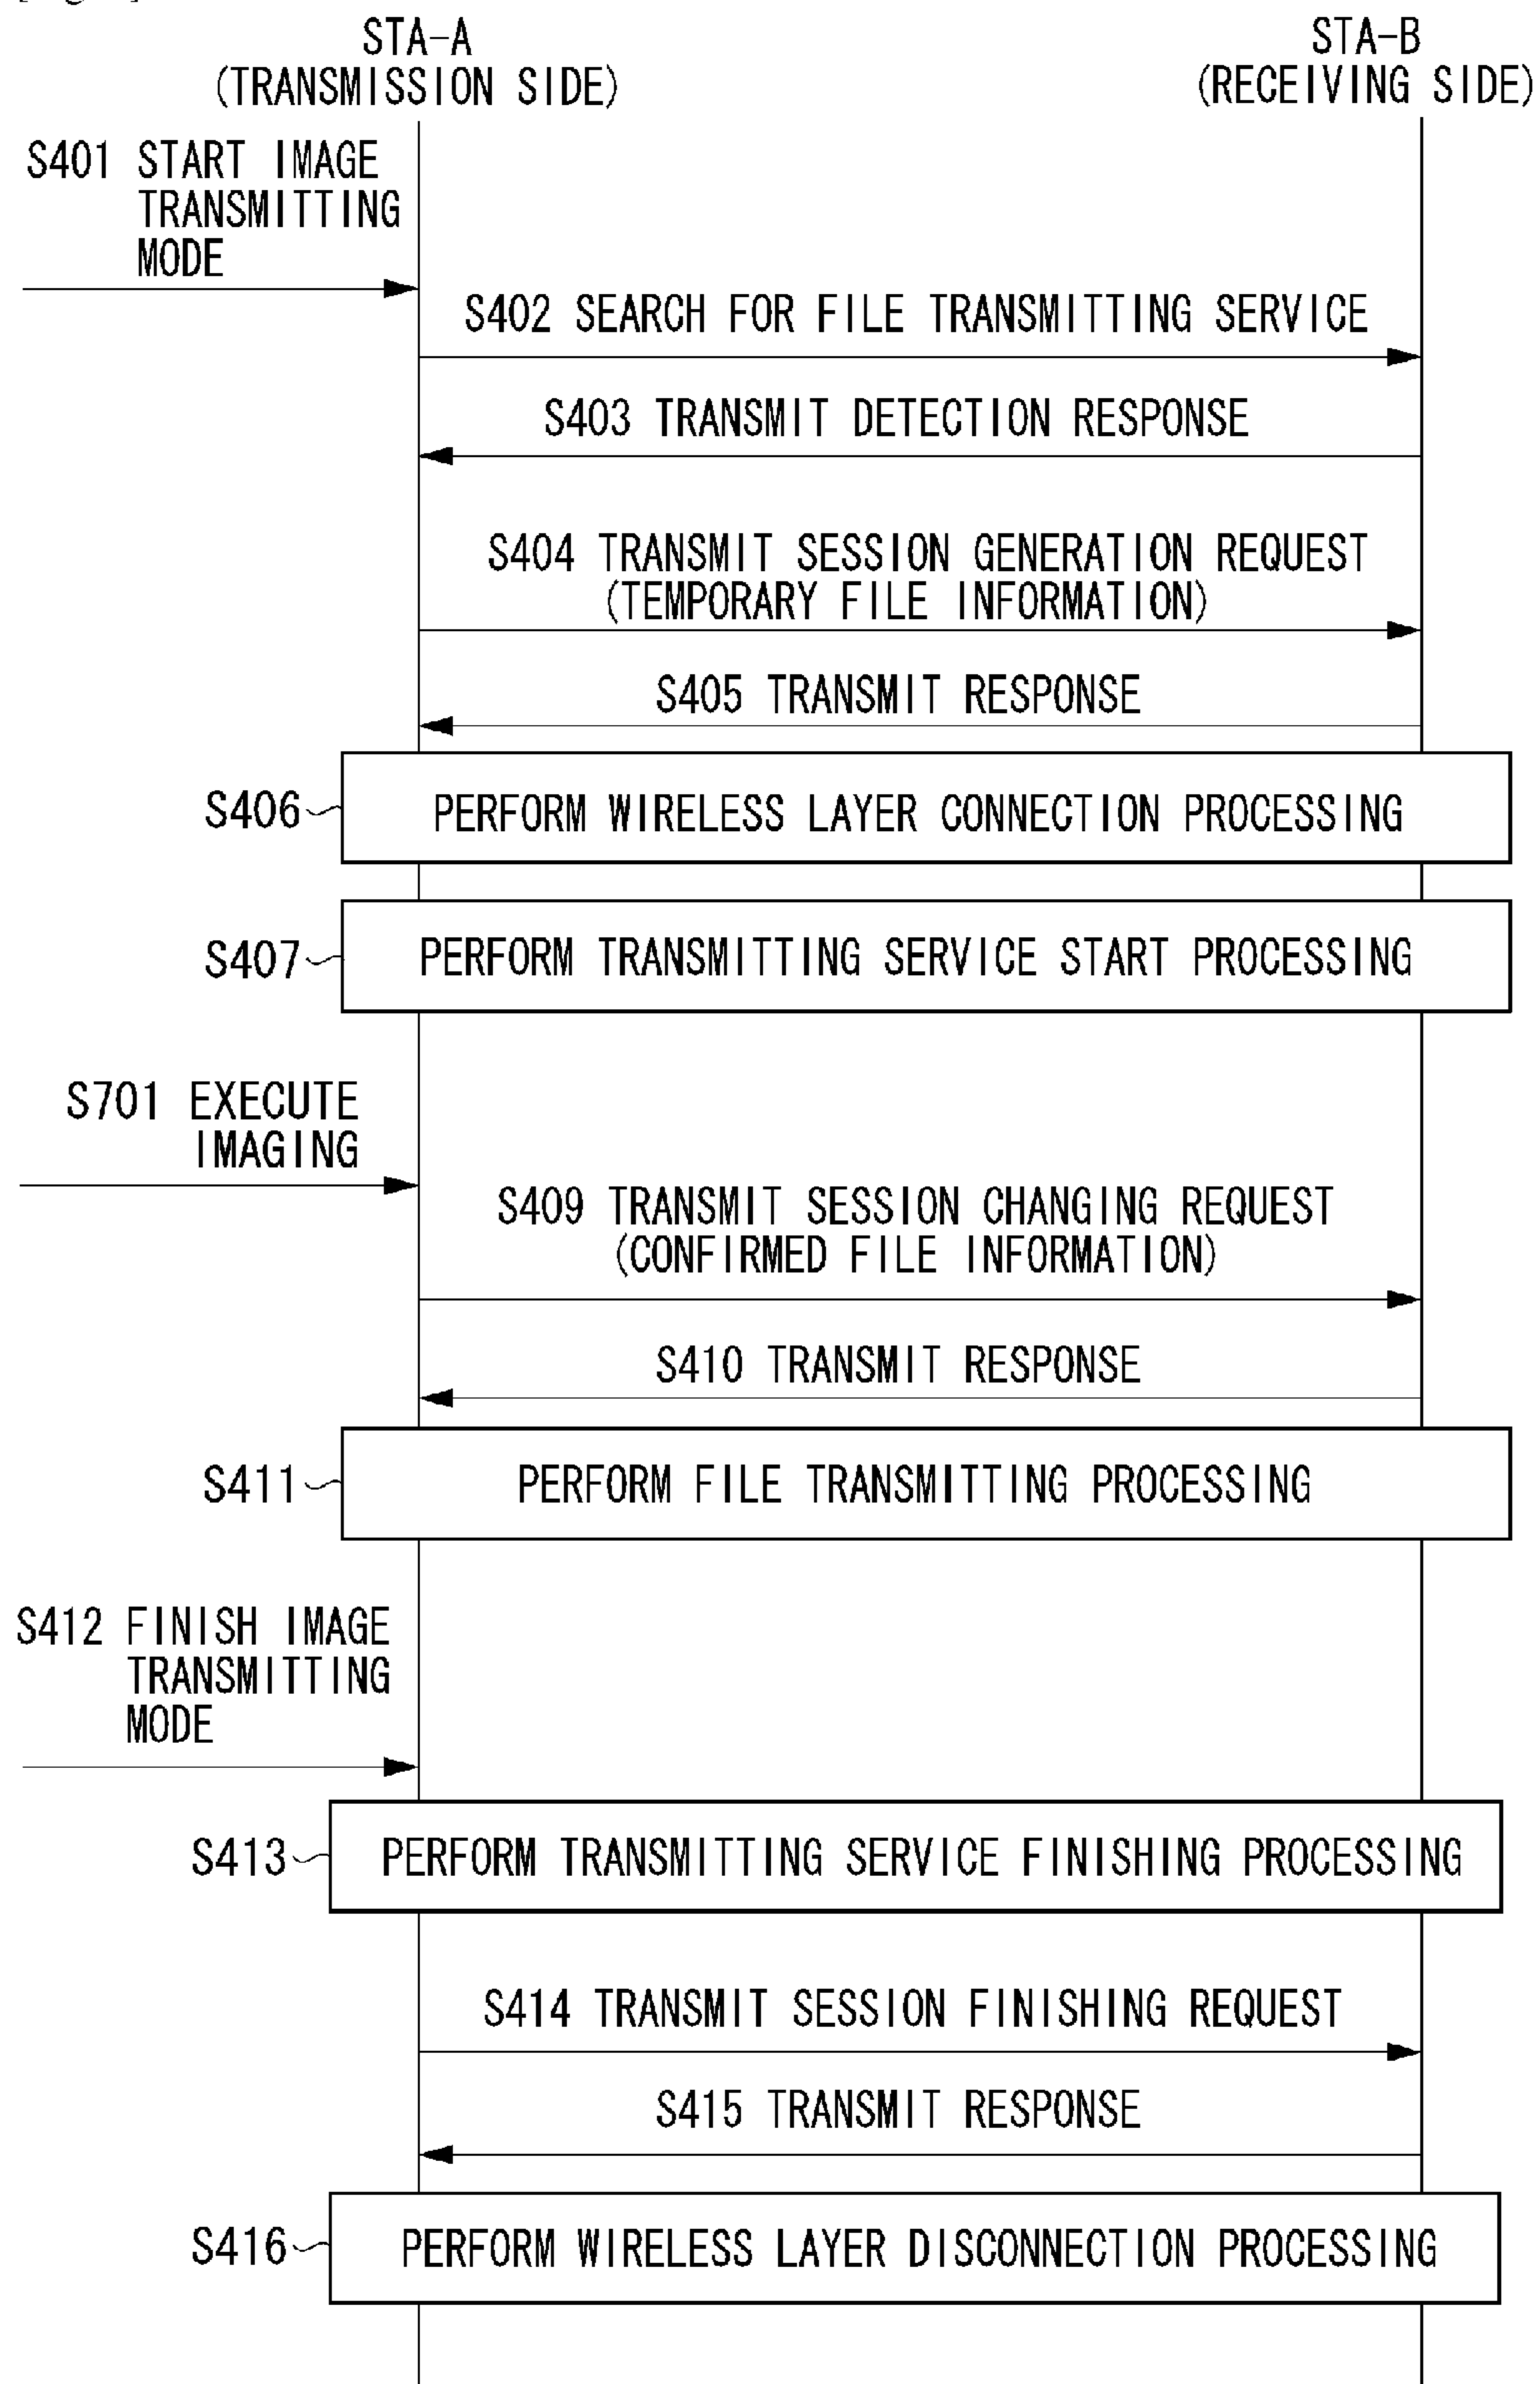 STA-A
(TRANSMISSION SIDE)
STA-B
(RECEIVING SIDE)
S401 START IMAGE
TRANSMITTING
MODE
S402 SEARCH FOR FILE TRANSMITTING SERVICE
S403 TRANSMIT DETECTION RESPONSE
S404 TRANSMIT SESSION GENERATION REQUEST
(TEMPORARY FILE INFORMATION)
S405 TRANSMIT RESPONSE
S406 PERFORM WIRELESS LAYER CONNECTION PROCESSING
S407 PERFORM TRANSMITTING SERVICE START PROCESSING
S701 EXECUTE
IMAGING
S409 TRANSMIT SESSION CHANGING REQUEST
(CONFIRMED FILE INFORMATION)
S410 TRANSMIT RESPONSE
S411 PERFORM FILE TRANSMITTING PROCESSING
S412 FINISH IMAGE
TRANSMITTING
MODE
S413 PERFORM TRANSMITTING SERVICE FINISHING PROCESSING
S414 TRANSMIT SESSION FINISHING REQUEST
S415 TRANSMIT RESPONSE
S416 PERFORM WIRELESS LAYER DISCONNECTION PROCESSING